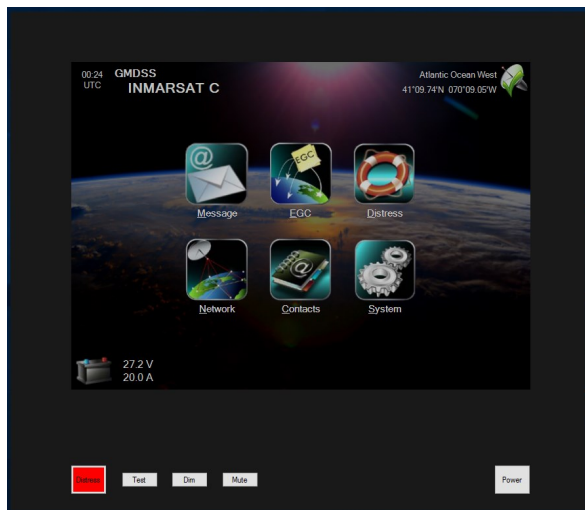 00:24 GMDSS Atlantic Ocean West
UTC INMARSAT C 41°09.74'N 070°09.05'W
@
EGC
@
Message EGC Distress
Network Contacts System
27.2 V
20.0 A
Distress Test Dim Mute Power